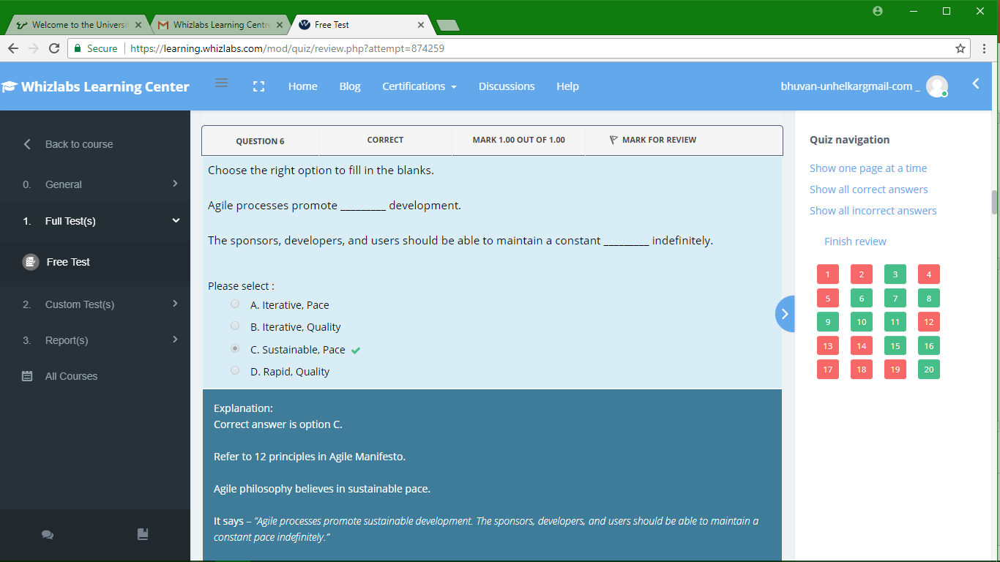 Welcome to the Universi
Whizlabs Learning Centre
Free Test
Secure
https://learning.whizlabs.com/mod/quiz/review.php?attempt=874259
Whizlabs Learning Center
Home
Blog
Certifications
Discussions
Help
bhuvan-unhelkargmail-com _
Back to course
0. General
1. Full Test(s)
Free Test
2. Custom Test(s)
3. Report(s)
All Courses
QUESTION 6
CORRECT
MARK 1.00 OUT OF 1.00
MARK FOR REVIEW
Choose the right option to fill in the blanks.
Agile processes promote _________ development.
The sponsors, developers, and users should be able to maintain a constant _________ indefinitely.
Please select :
A. Iterative, Pace
B. Iterative, Quality
C. Sustainable, Pace
D. Rapid, Quality
Explanation:
Correct answer is option C.
Refer to 12 principles in Agile Manifesto.
Agile philosophy believes in sustainable pace.
It says – “Agile processes promote sustainable development. The sponsors, developers, and users should be able to maintain a
constant pace indefinitely.”
Quiz navigation
Show one page at a time
Show all correct answers
Show all incorrect answers
Finish review
1 2 3 4
5 6 7 8
9 10 11 12
13 14 15 16
17 18 19 20